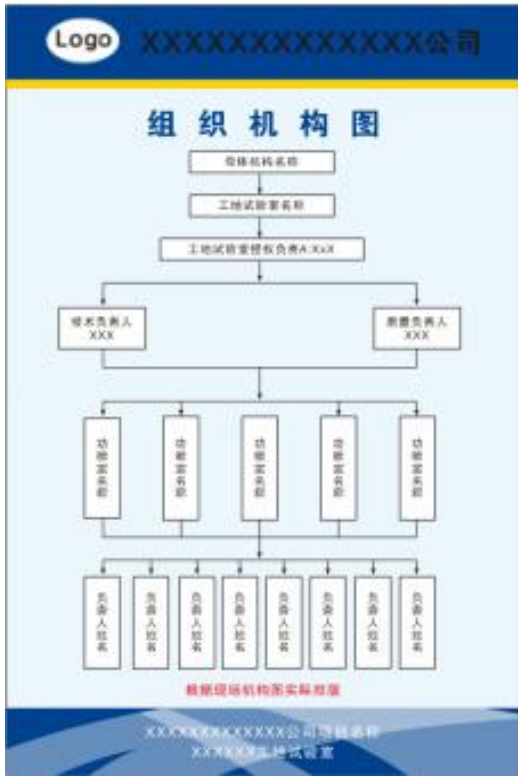 Logo
XXXXXXXXXXXXX公司
组织机构图
母体机构名称
工地试验室名称
工地试验室授权负责人:XxX
技术负责人
XXX
质量负责人
XXX
功能室名称
功能室名称
功能室名称
功能室名称
功能室名称
负责人姓名
负责人姓名
负责人姓名
负责人姓名
负责人姓名
负责人姓名
负责人姓名
负责人姓名
根据现场机构图实际排版
XXXXXXXXXXXXX公司项目名称
XXXXXX工地试验室